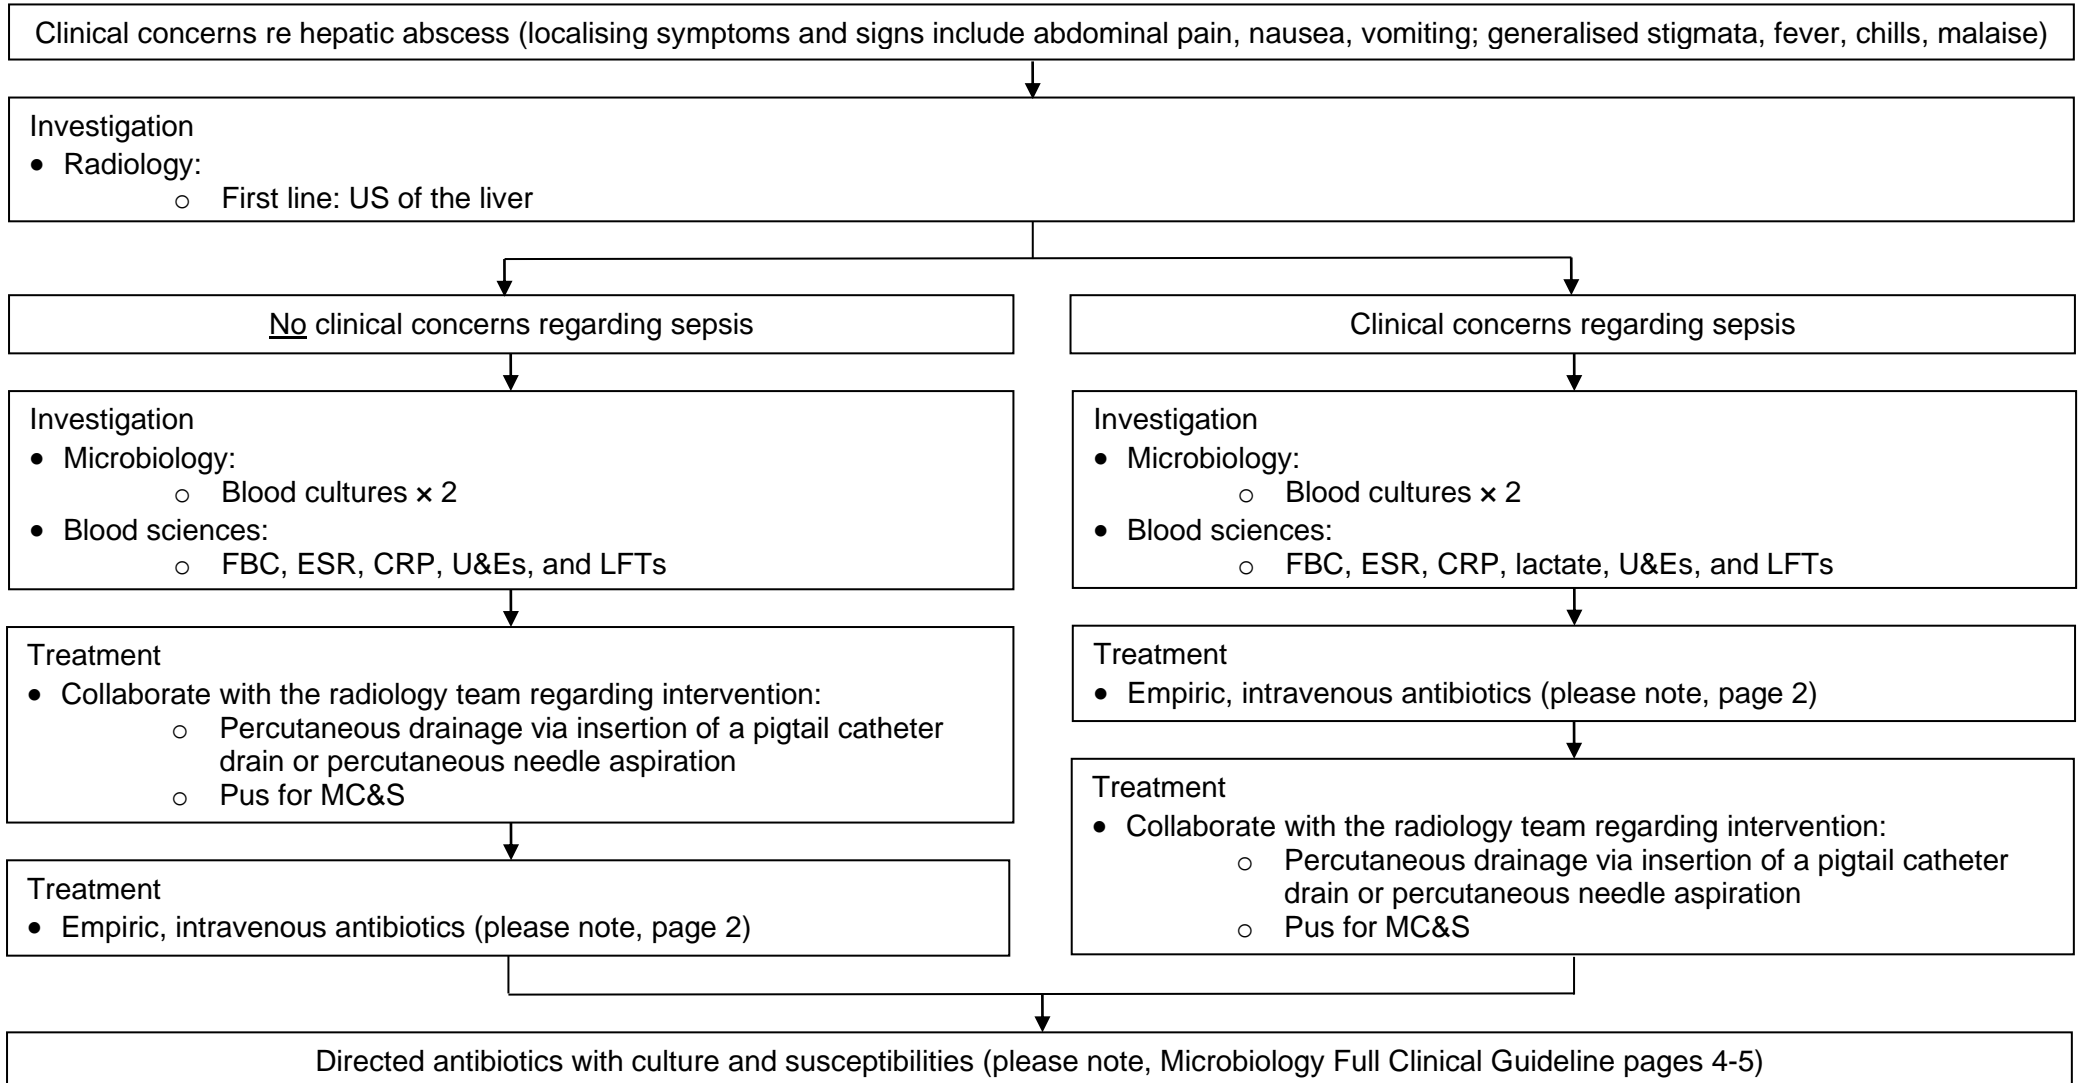 Clinical concerns re hepatic abscess (localising symptoms and signs include abdominal pain, nausea, vomiting; generalised stigmata, fever, chills, malaise)
Investigation
• Radiology:
o First line: US of the liver
No clinical concerns regarding sepsis
Investigation
• Microbiology:
o Blood cultures × 2
• Blood sciences:
o FBC, ESR, CRP, U&Es, and LFTs
Treatment
• Collaborate with the radiology team regarding intervention:
o Percutaneous drainage via insertion of a pigtail catheter
drain or percutaneous needle aspiration
o Pus for MC&S
Treatment
• Empiric, intravenous antibiotics (please note, page 2)
Clinical concerns regarding sepsis
Investigation
• Microbiology:
o Blood cultures × 2
• Blood sciences:
o FBC, ESR, CRP, lactate, U&Es, and LFTs
Treatment
• Empiric, intravenous antibiotics (please note, page 2)
Treatment
• Collaborate with the radiology team regarding intervention:
o Percutaneous drainage via insertion of a pigtail catheter
drain or percutaneous needle aspiration
o Pus for MC&S
Directed antibiotics with culture and susceptibilities (please note, Microbiology Full Clinical Guideline pages 4-5)